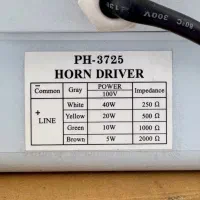 PH-3725
HORN DRIVER
− Common Gray POWER 100V Impedance
+ LINE
White 40W 250 Ω
Yellow 20W 500 Ω
Green 10W 1000 Ω
Brown 5W 2000 Ω
300V